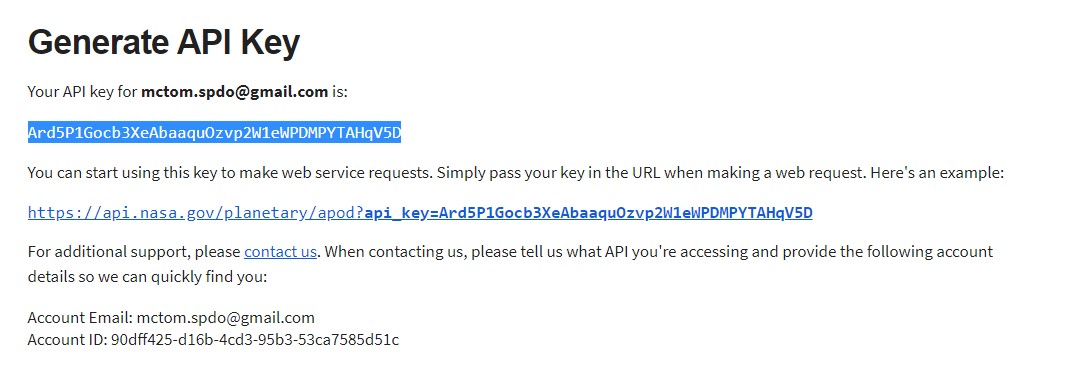 Generate API Key
Your API key for mctom.spdo@gmail.com is:
Ard5P1Gocb3XeAbaaquOzvp2W1eWPDMPYTAHqV5D
You can start using this key to make web service requests. Simply pass your key in the URL when making a web request. Here's an example:
https://api.nasa.gov/planetary/apod?api_key=Ard5P1Gocb3XeAbaaquOzvp2W1eWPDMPYTAHqV5D
For additional support, please contact us. When contacting us, please tell us what API you're accessing and provide the following account
details so we can quickly find you:
Account Email: mctom.spdo@gmail.com
Account ID: 90dff425-d16b-4cd3-95b3-53ca7585d51c